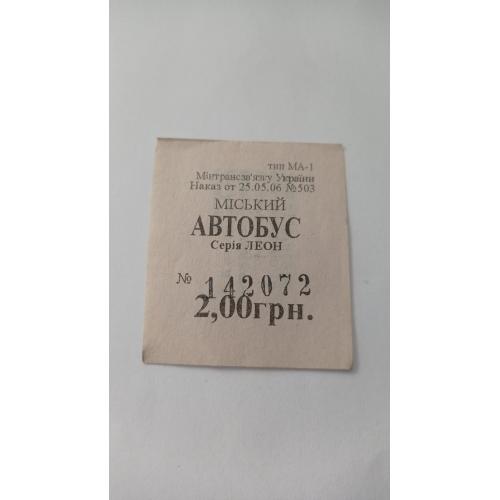 тип МА-1
Мінтрансзв'язку України
Наказ от 25.05.06 №503
МІСЬКИЙ
АВТОБУС
Серія ЛЕОН
№ 142072
2,00грн.